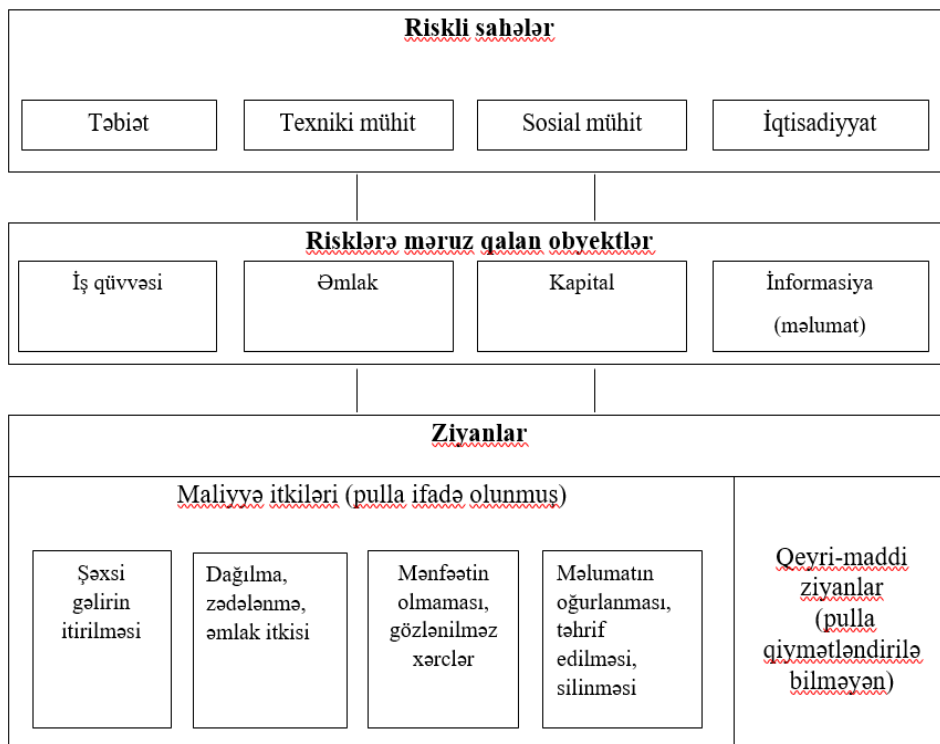 Riskli sahələr
Təbiət
Texniki mühit
Sosial mühit
İqtisadiyyat
Risklərə məruz qalan obyektlər
İş qüvvəsi
Əmlak
Kapital
İnformasiya
(məlumat)
Ziyanlar
Maliyyə itkiləri (pulla ifadə olunmuş)
Şəxsi
gəlirin
itirilməsi
Dağılma,
zədələnmə,
əmlak itkisi
Mənfəətin
olmaması,
gözlənilməz
xərclər
Məlumatın
oğurlanması,
təhrif
edilməsi,
silinməsi
Qeyri-maddi
ziyanlar
(pulla
qiymətləndirilə
bilməyən)